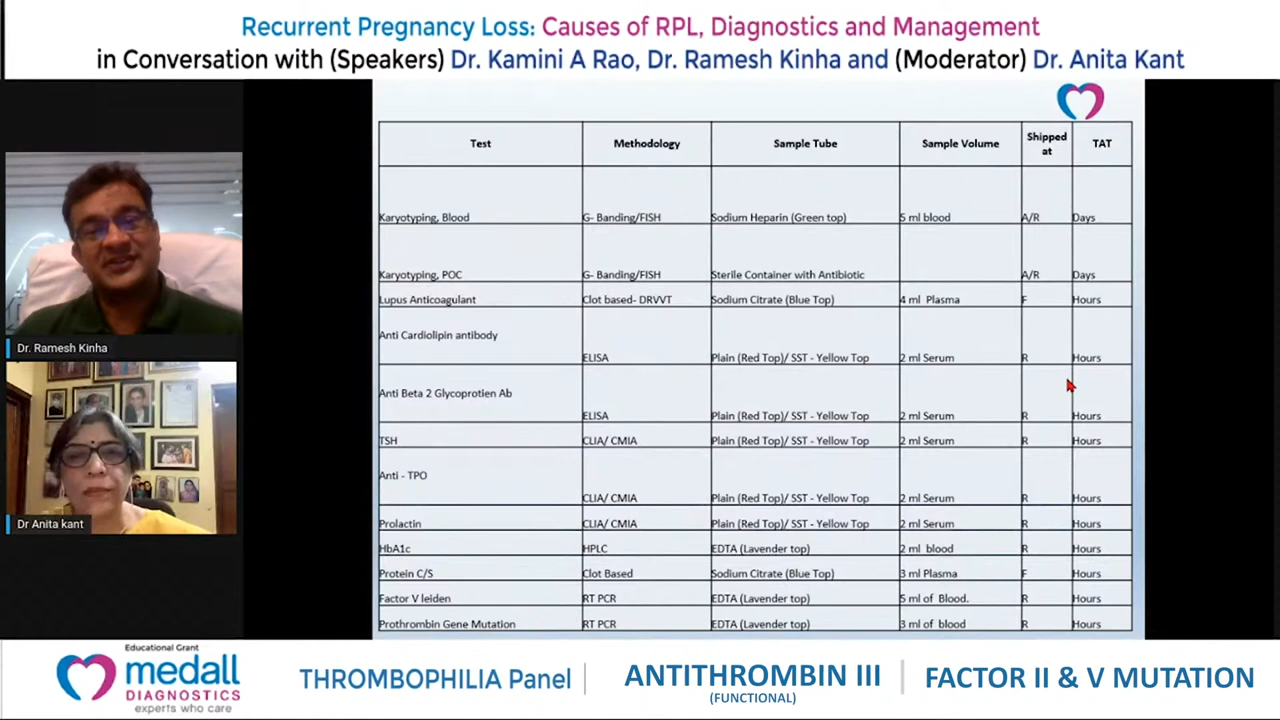 Recurrent Pregnancy Loss: Causes of RPL, Diagnostics and Management
in Conversation with (Speakers) Dr. Kamini A Rao, Dr. Ramesh Kinha and (Moderator) Dr. Anita Kant
Test Methodology Sample Tube Sample Volume Shipped at TAT
Karyotyping, Blood G- Banding/FISH Sodium Heparin (Green top) 5 ml blood A/R Days
Karyotyping, POC G- Banding/FISH Sterile Container with Antibiotic A/R Days
Lupus Anticoagulant Clot based- DRVVT Sodium Citrate (Blue Top) 4 ml Plasma F Hours
Anti Cardiolipin antibody ELISA Plain (Red Top)/ SST - Yellow Top 2 ml Serum R Hours
Anti Beta 2 Glycoprotien Ab ELISA Plain (Red Top)/ SST - Yellow Top 2 ml Serum R Hours
TSH CLIA/ CMIA Plain (Red Top)/ SST - Yellow Top 2 ml Serum R Hours
Anti - TPO CLIA/ CMIA Plain (Red Top)/ SST - Yellow Top 2 ml Serum R Hours
Prolactin CLIA/ CMIA Plain (Red Top)/ SST - Yellow Top 2 ml Serum R Hours
HbA1c HPLC EDTA (Lavender top) 2 ml blood R Hours
Protein C/S Clot Based Sodium Citrate (Blue Top) 3 ml Plasma F Hours
Factor V leiden RT PCR EDTA (Lavender top) 5 ml of Blood. R Hours
Prothrombin Gene Mutation RT PCR EDTA (Lavender top) 3 ml of blood R Hours
Dr. Ramesh Kinha
Dr Anita kant
Educational Grant
medall
DIAGNOSTICS
experts who care
THROMBOPHILIA Panel
ANTITHROMBIN III
(FUNCTIONAL)
FACTOR II & V MUTATION